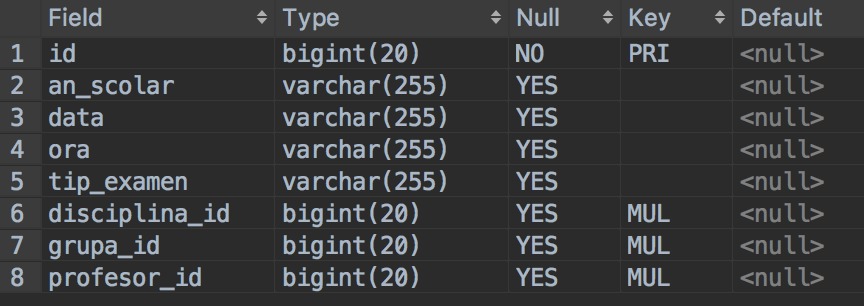 Field Type Null Key Default
1 id bigint(20) NO PRI <null>
2 an_scolar varchar(255) YES <null>
3 data varchar(255) YES <null>
4 ora varchar(255) YES <null>
5 tip_examen varchar(255) YES <null>
6 disciplina_id bigint(20) YES MUL <null>
7 grupa_id bigint(20) YES MUL <null>
8 profesor_id bigint(20) YES MUL <null>